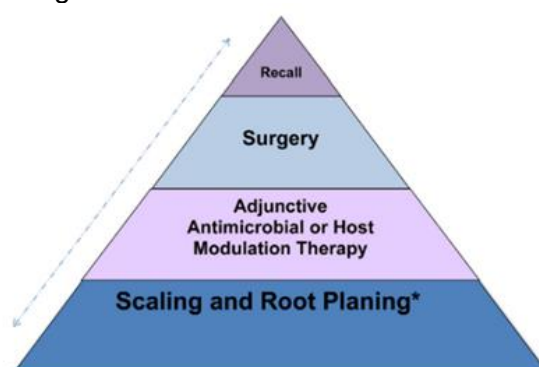 Recall
Surgery
Adjunctive
Antimicrobial or Host
Modulation Therapy
Scaling and Root Planing*